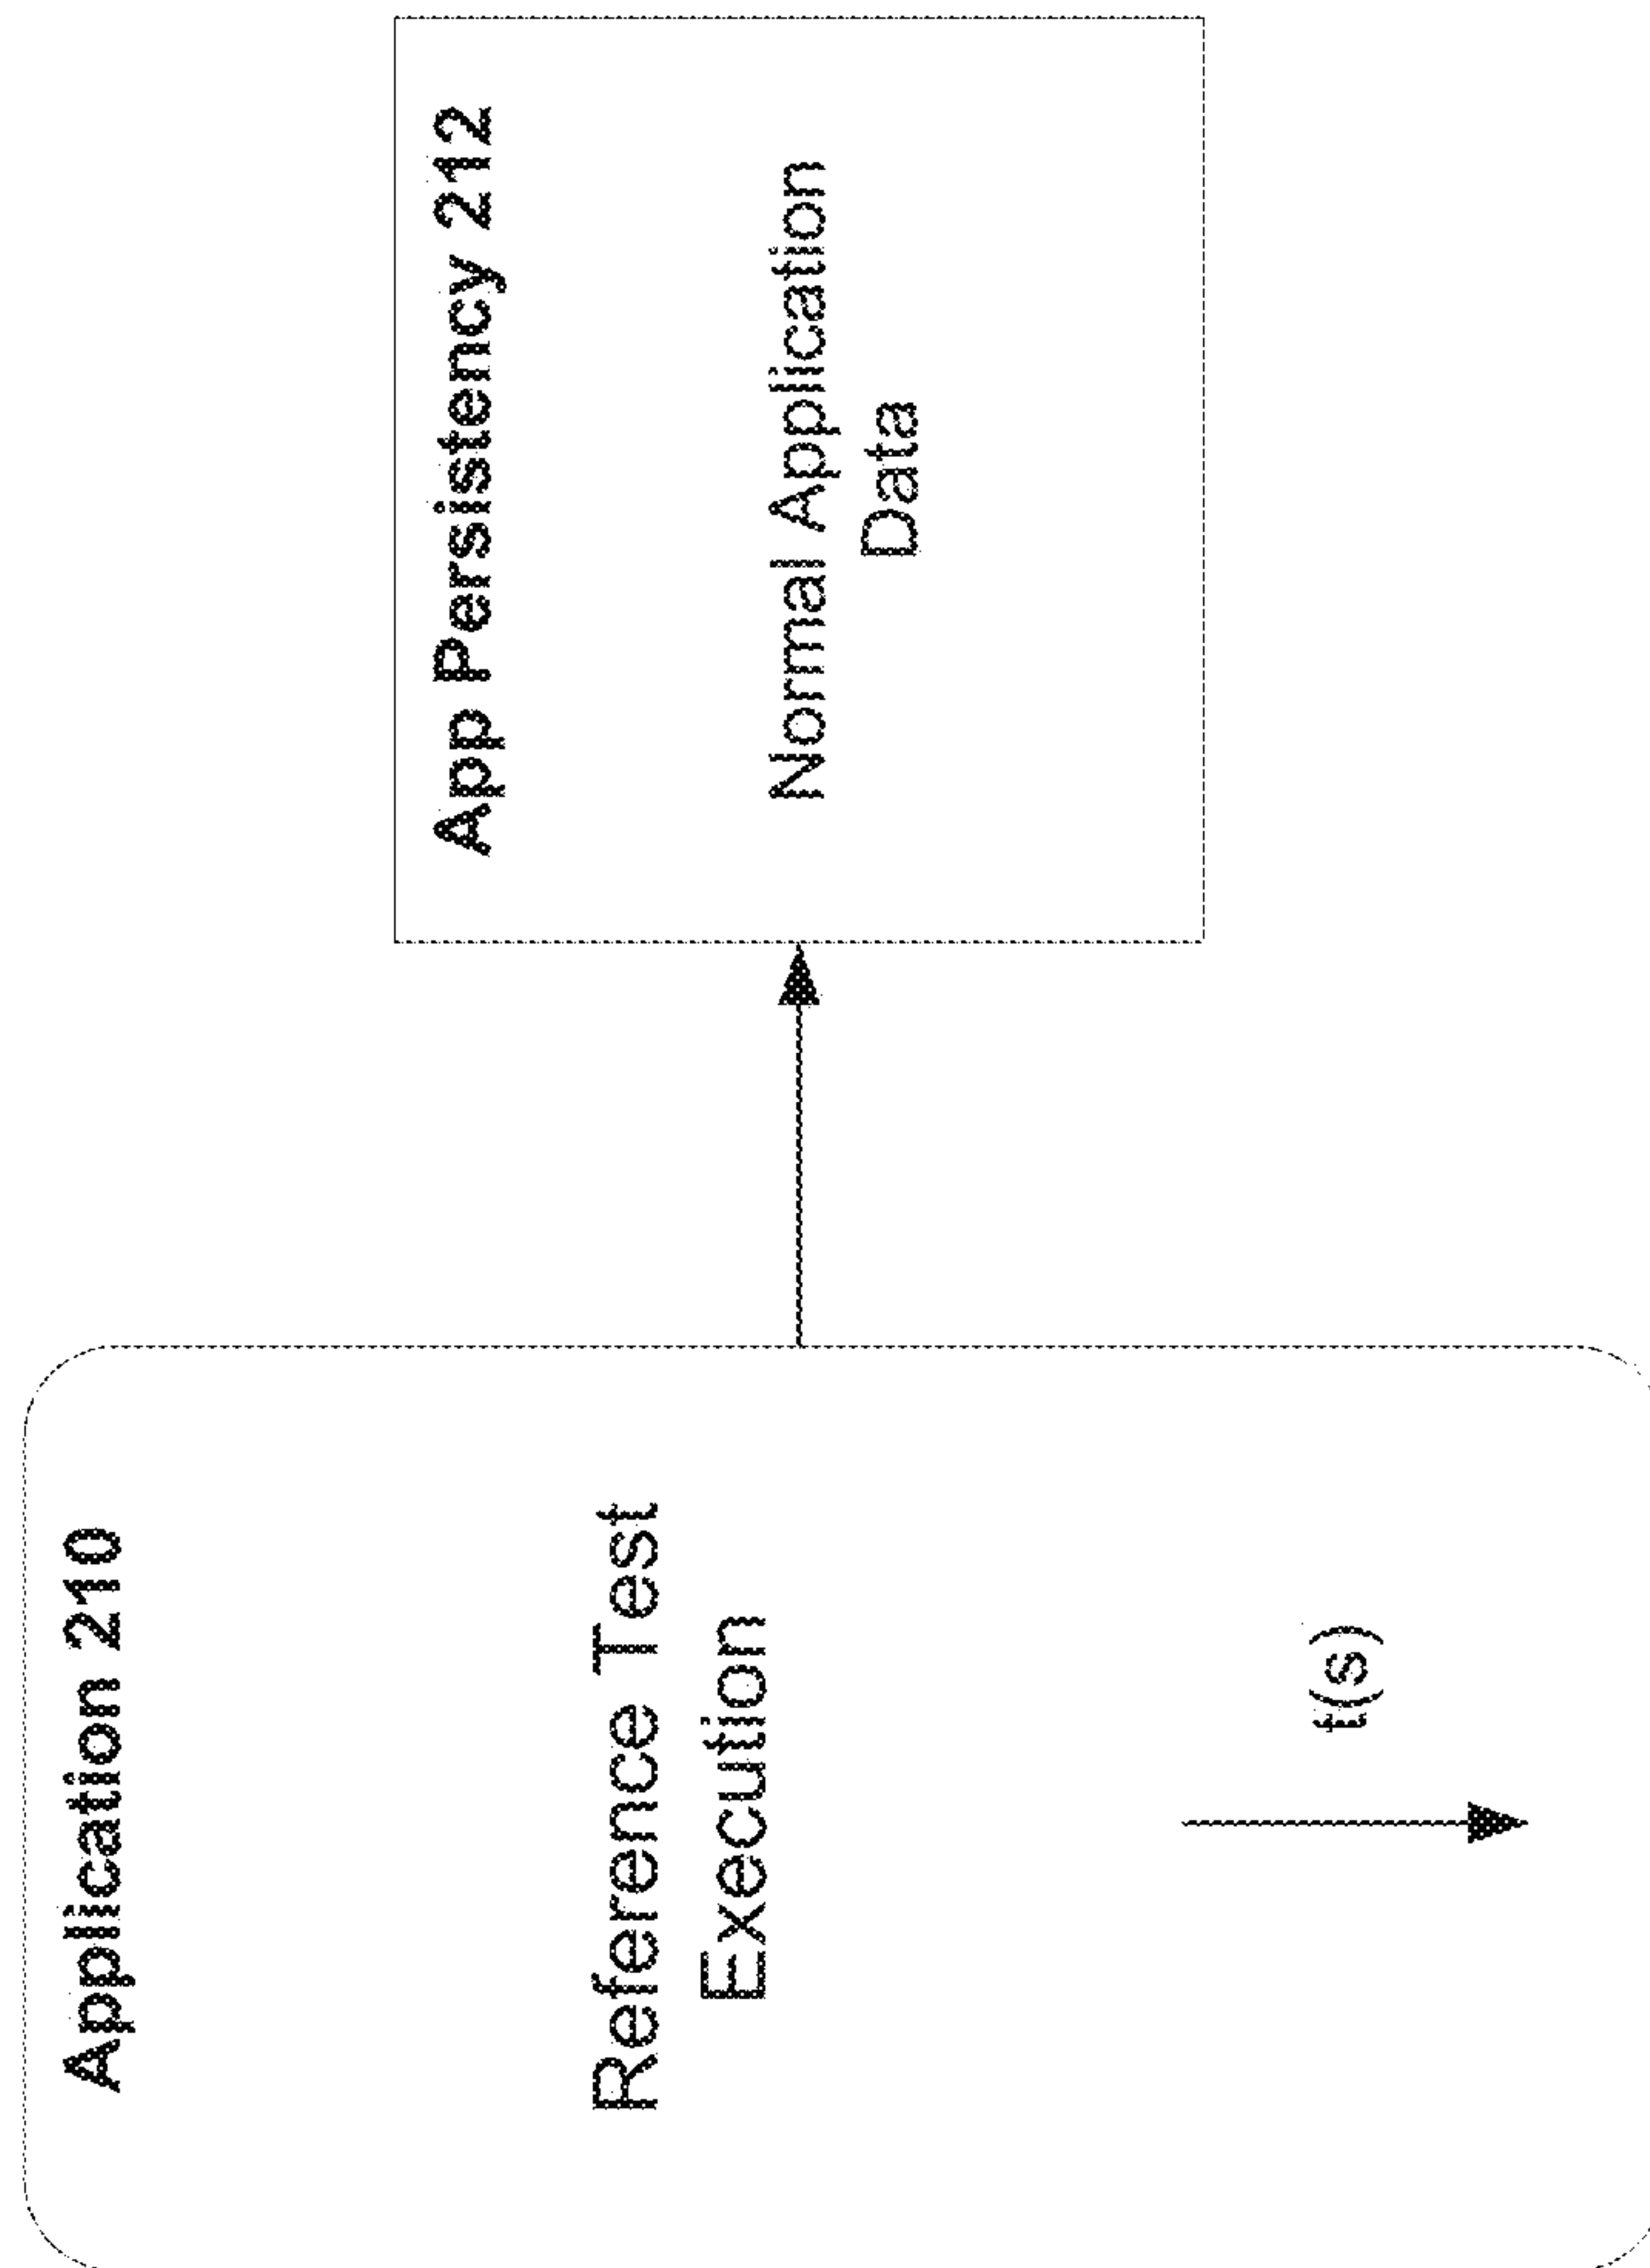 Application 210
Reference Test
Execution
t(s)
App Persistency 212
Normal Application
Data